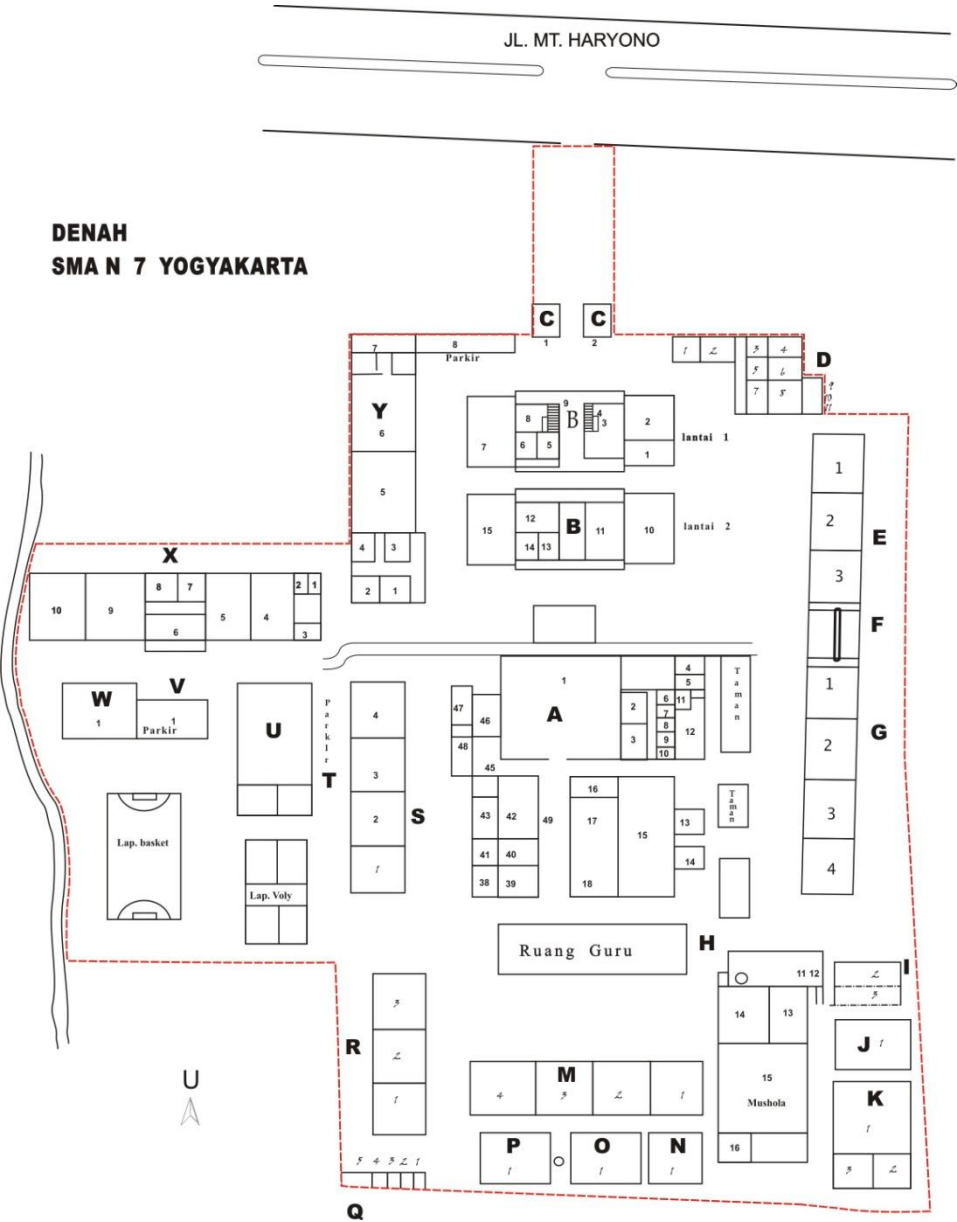 JL. MT. HARYONO
DENAH
SMA N 7 YOGYAKARTA
C C
1 2
7 8
Parkir
1 2 3 4
5 6
7 8
D
9
10
11
Y
6
5
4 3
2 1
9
8 B 4
3
2
7 6 5 1
lantai 1
12
15 B 11 10
14 13
lantai 2
1
2
3
E
F
1
2
3
4
G
X
10 9 8 7 5 4 2 1
6 3
W V
1 1
Parkir
U
Parkir
T
4
3
2
1
S
Lap. basket
Lap. Voly
47 46
48
45
43 42 49
41 40
38 39
1
A
2
3
4
5
6 11
7
8
9 12
10
Taman
16
17 15
18
13
14
Taman
Ruang Guru
H
11 12
14 13
15
Mushola
16
I
2
3
J 1
K
1
3 2
R
3
2
1
U
M
4 3 2 1
P O N
1 1 1
5 4 3 2 1
Q